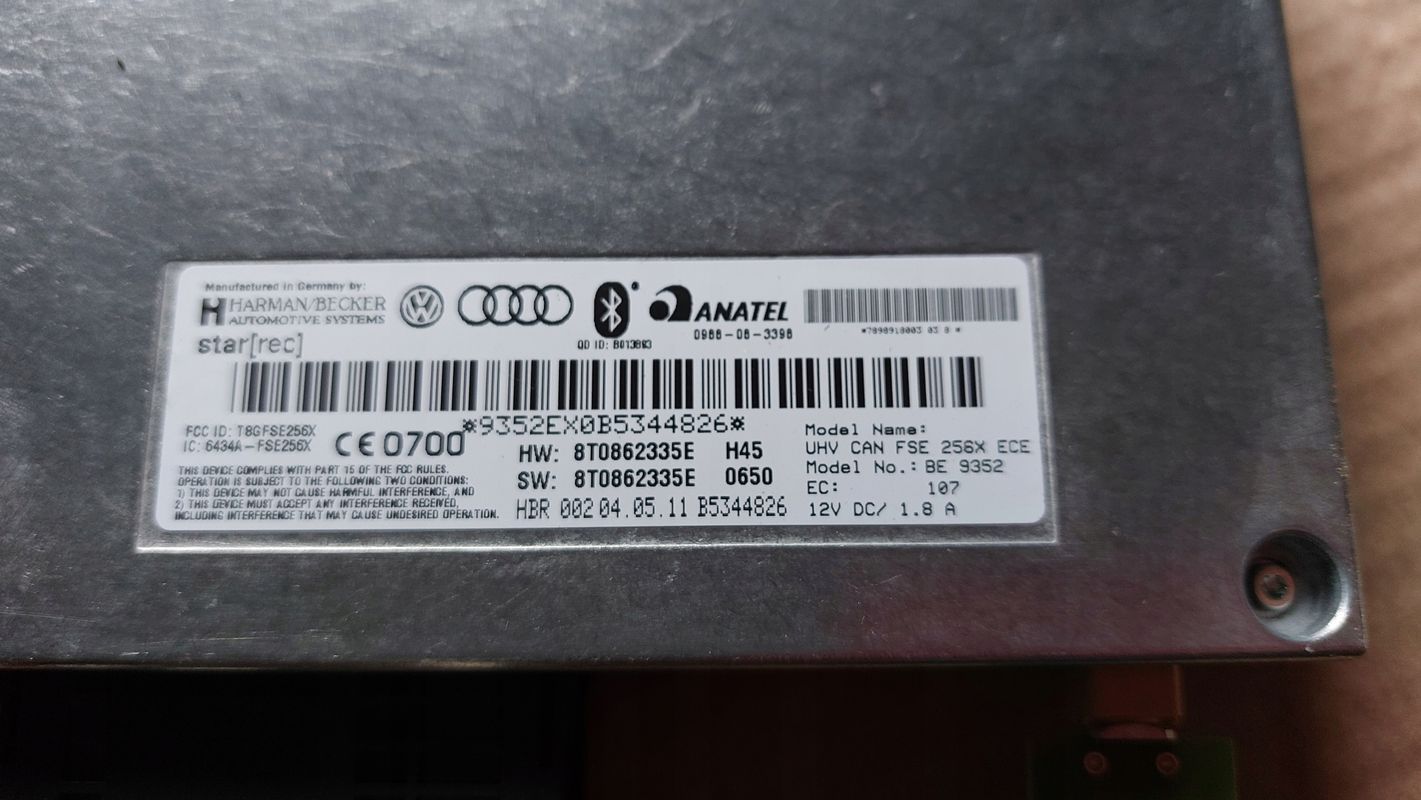 Manufactured in Germany by:
HARMAN/BECKER
AUTOMOTIVE SYSTEMS
star[rec]
QD ID: B013893
ANATEL
0988-08-3398
*9352EX0B5344826*
FCC ID: T8GFSE256X
IC: 6434A-FSE256X
CE 0700
THIS DEVICE COMPLIES WITH PART 15 OF THE FCC RULES.
OPERATION IS SUBJECT TO THE FOLLOWING TWO CONDITIONS:
1) THIS DEVICE MAY NOT CAUSE HARMFUL INTERFERENCE, AND
2) THIS DEVICE MUST ACCEPT ANY INTERFERENCE RECEIVED,
INCLUDING INTERFERENCE THAT MAY CAUSE UNDESIRED OPERATION.
HW: 8T0862335E H45
SW: 8T0862335E 0650
HBR 002 04.05.11 B5344826
Model Name:
UHV CAN FSE 256X ECE
Model No.: BE 9352
EC: 107
12V DC/ 1.8 A